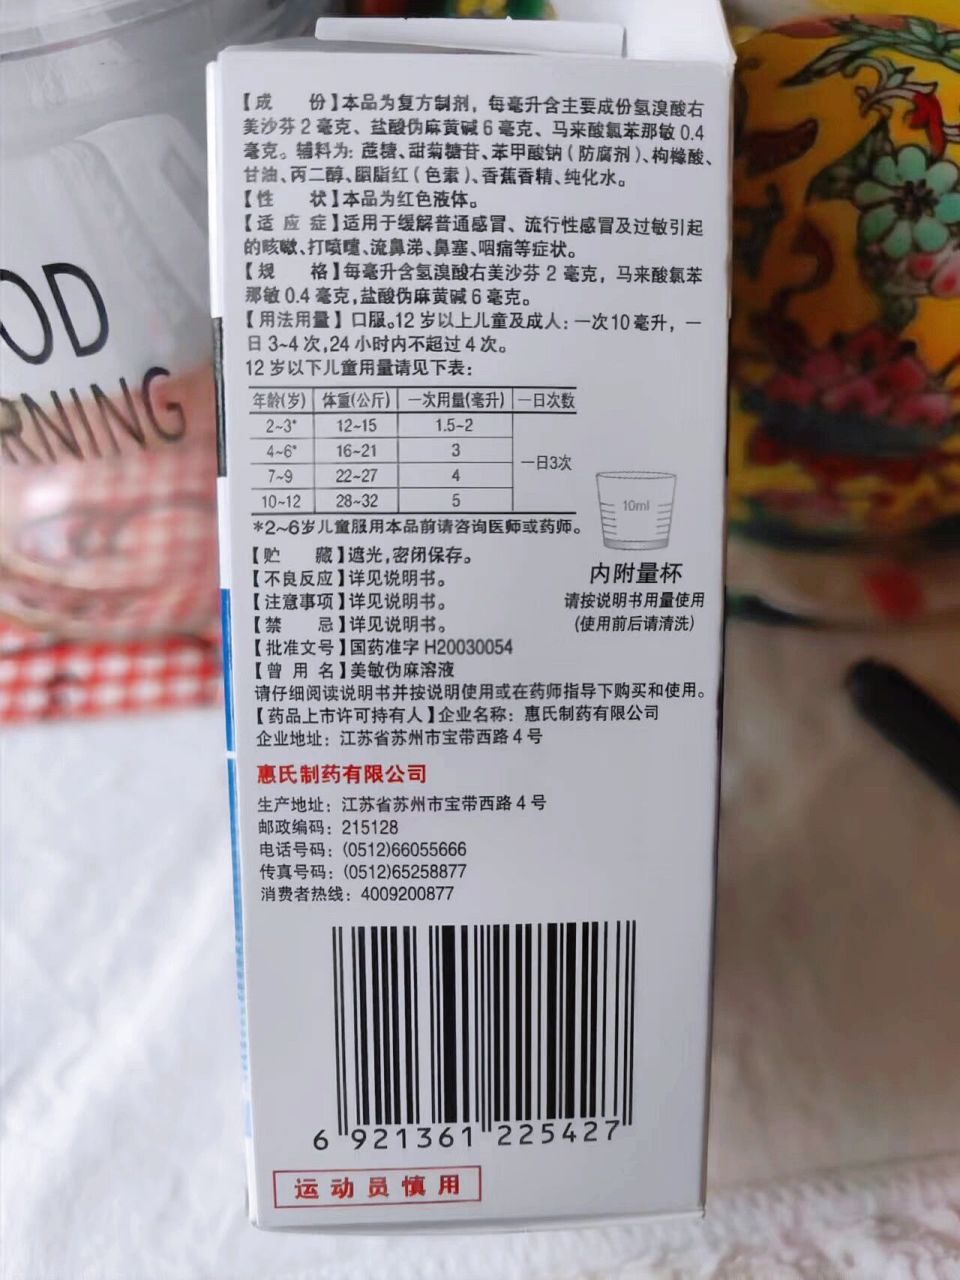 OD
RNING
【成 份】本品为复方制剂，每毫升含主要成份氢溴酸右
美沙芬2毫克、盐酸伪麻黄碱6毫克、马来酸氯苯那敏0.4
毫克。辅料为：蔗糖、甜菊糖苷、苯甲酸钠（防腐剂）、枸橼酸、
甘油、丙二醇、胭脂红（色素）、香蕉香精、纯化水。
【性 状】本品为红色液体。
【适 应 症】适用于缓解普通感冒、流行性感冒及过敏引起
的咳嗽、打喷嚏、流鼻涕、鼻塞、咽痛等症状。
【规 格】每毫升含氢溴酸右美沙芬 2 毫克，马来酸氯苯
那敏 0.4 毫克，盐酸伪麻黄碱 6 毫克。
【用法用量】口服。12 岁以上儿童及成人：一次10 毫升，一
日 3~4 次，24 小时内不超过 4 次。
12 岁以下儿童用量请见下表：
年龄(岁) 体重(公斤) 一次用量(毫升) 一日次数
2~3* 12~15 1.5~2
4~6* 16~21 3
一日3次
7~9 22~27 4
10~12 28~32 5
*2~6岁儿童服用本品前请咨询医师或药师。
10ml
内附量杯
请按说明书用量使用
(使用前后请清洗)
【贮 藏】遮光，密闭保存。
【不良反应】详见说明书。
【注意事项】详见说明书。
【禁 忌】详见说明书。
【批准文号】国药准字 H20030054
【曾 用 名】美敏伪麻溶液
请仔细阅读说明书并按说明使用或在药师指导下购买和使用。
【药品上市许可持有人】企业名称：惠氏制药有限公司
企业地址：江苏省苏州市宝带西路 4 号
惠氏制药有限公司
生产地址：江苏省苏州市宝带西路 4 号
邮政编码：215128
电话号码：(0512)66055666
传真号码：(0512)65258877
消费者热线：4009200877
6 921361 225427
运动员慎用